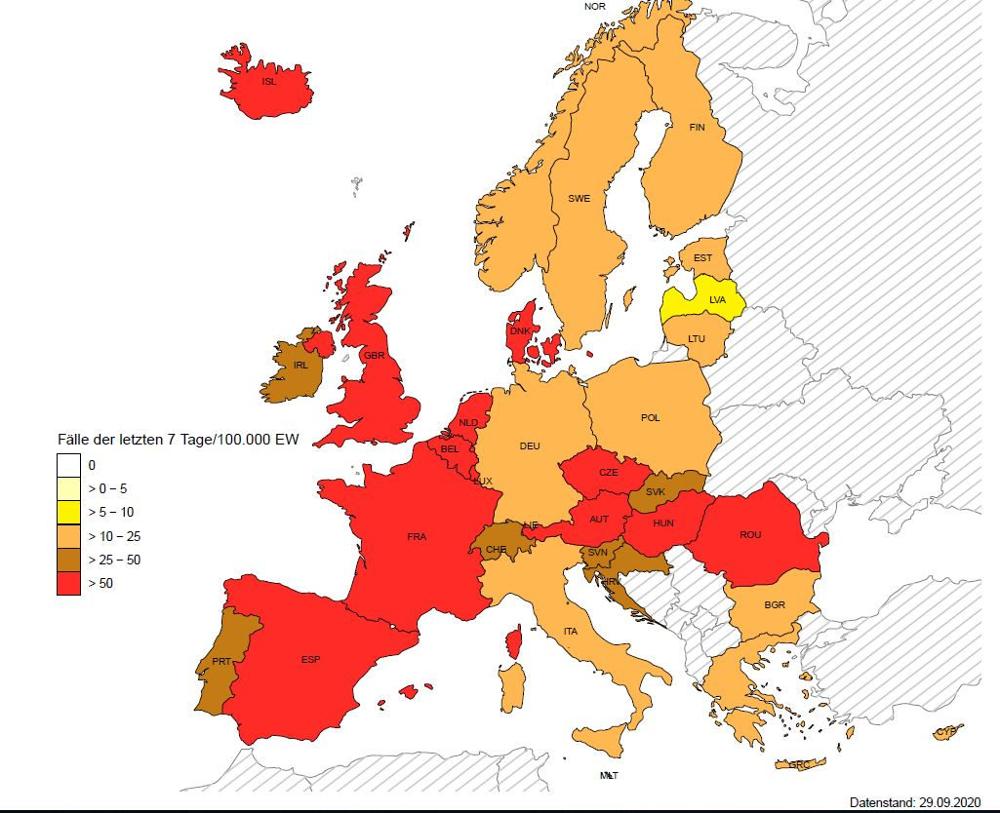 NOR
ISL
FIN
SWE
EST
LVA
DNK
LTU
GBR
IRL
POL
NLD
DEU
BEL
Fälle der letzten 7 Tage/100.000 EW
0
> 0 – 5
> 5 – 10
> 10 – 25
> 25 – 50
> 50
CZE
LUX
SVK
AUT
HUN
LIE
ROU
FRA
CHE
SVN
HRV
BGR
ITA
ESP
PRT
CYP
GRC
MLT
Datenstand: 29.09.2020